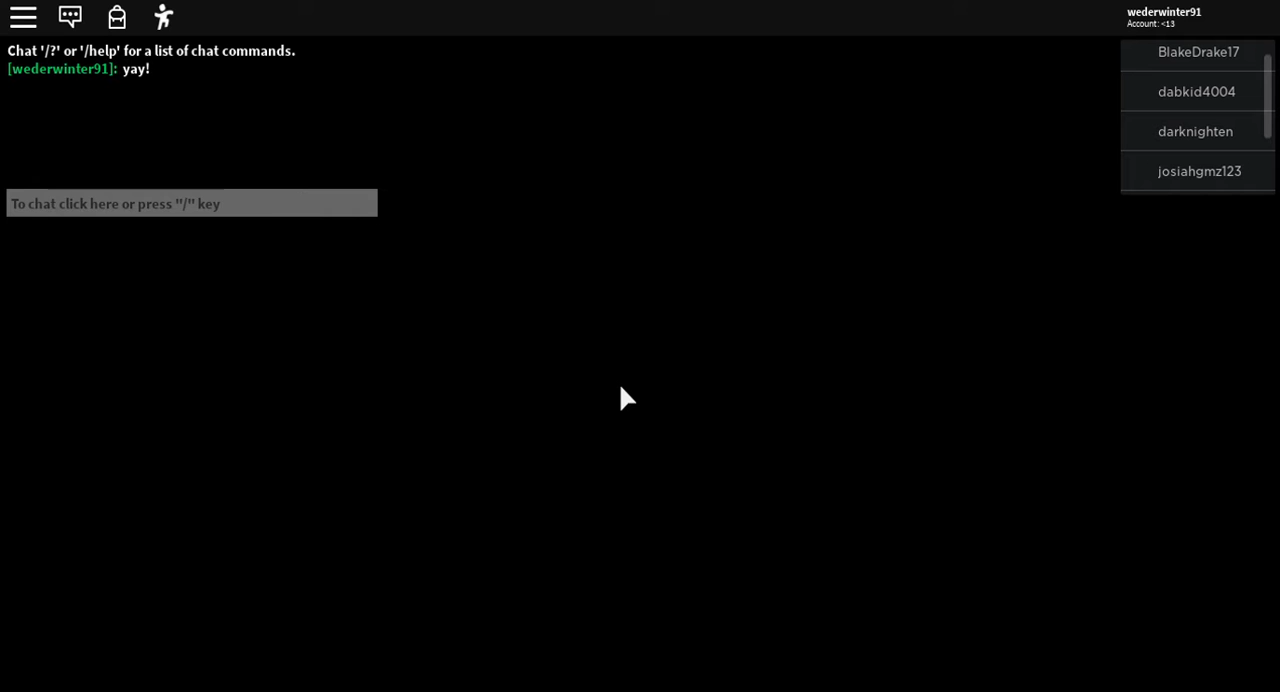 wederwinter91
Account: <13
Chat '/?' or '/help' for a list of chat commands.
[wederwinter91]: yay!
To chat click here or press "/" key
BlakeDrake17
dabkid4004
darknighten
josiahgmz123